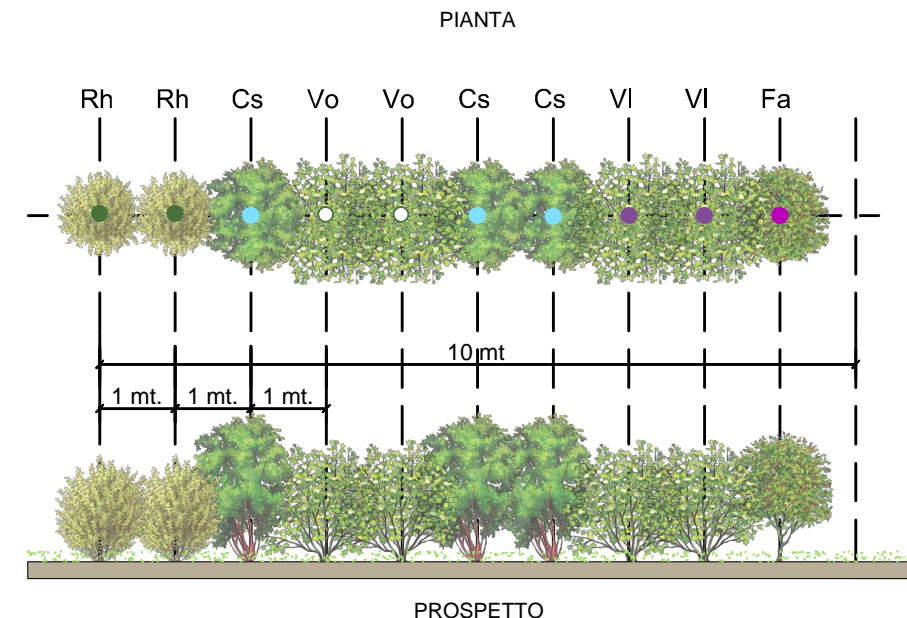 PIANTA
Rh Rh Cs Vo Vo Cs Cs Vl Vl Fa
10 mt
1 mt. 1 mt. 1 mt.
PROSPETTO